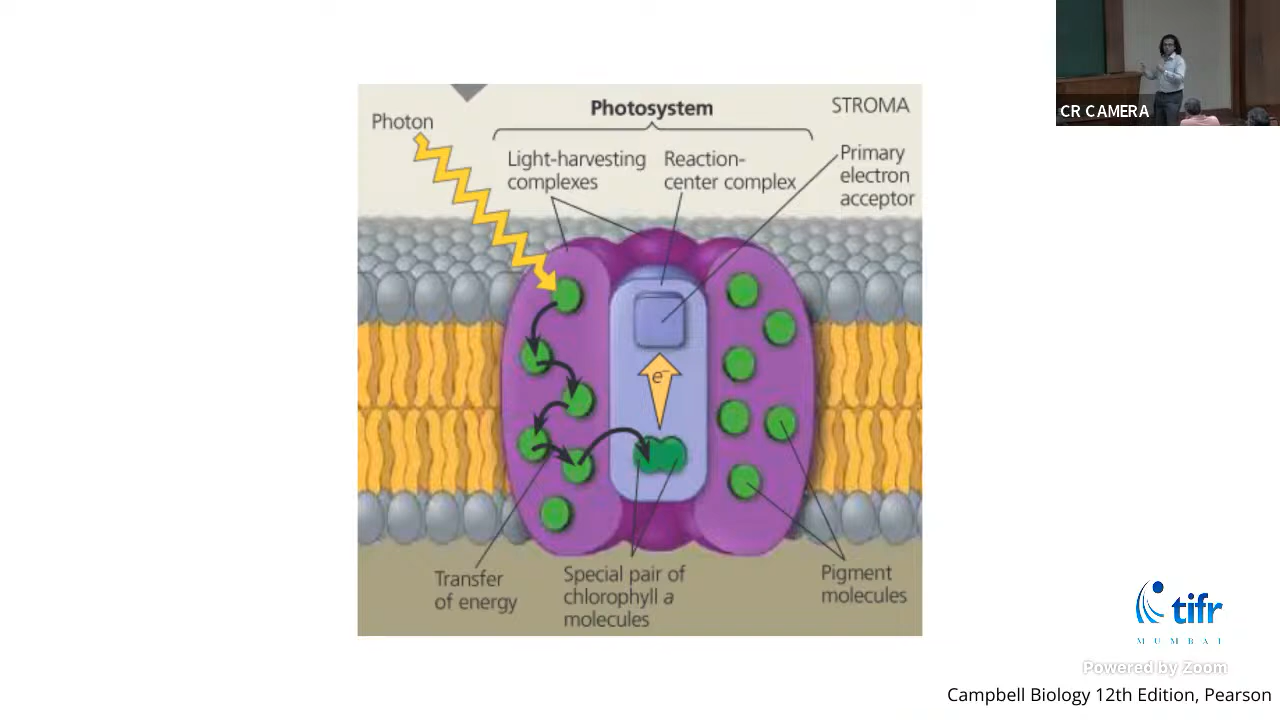 CR CAMERA
Photosystem
STROMA
Photon
Light-harvesting
complexes
Reaction-
center complex
Primary
electron
acceptor
e⁻
Transfer
of energy
Special pair of
chlorophyll a
molecules
Pigment
molecules
tifr
MUMBAI
Powered by Zoom
Campbell Biology 12th Edition, Pearson